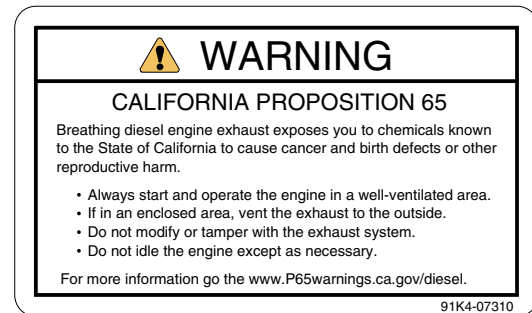 WARNING
CALIFORNIA PROPOSITION 65
Breathing diesel engine exhaust exposes you to chemicals known
to the State of California to cause cancer and birth defects or other
reproductive harm.
• Always start and operate the engine in a well-ventilated area.
• If in an enclosed area, vent the exhaust to the outside.
• Do not modify or tamper with the exhaust system.
• Do not idle the engine except as necessary.
For more information go the www.P65warnings.ca.gov/diesel.
91K4-07310